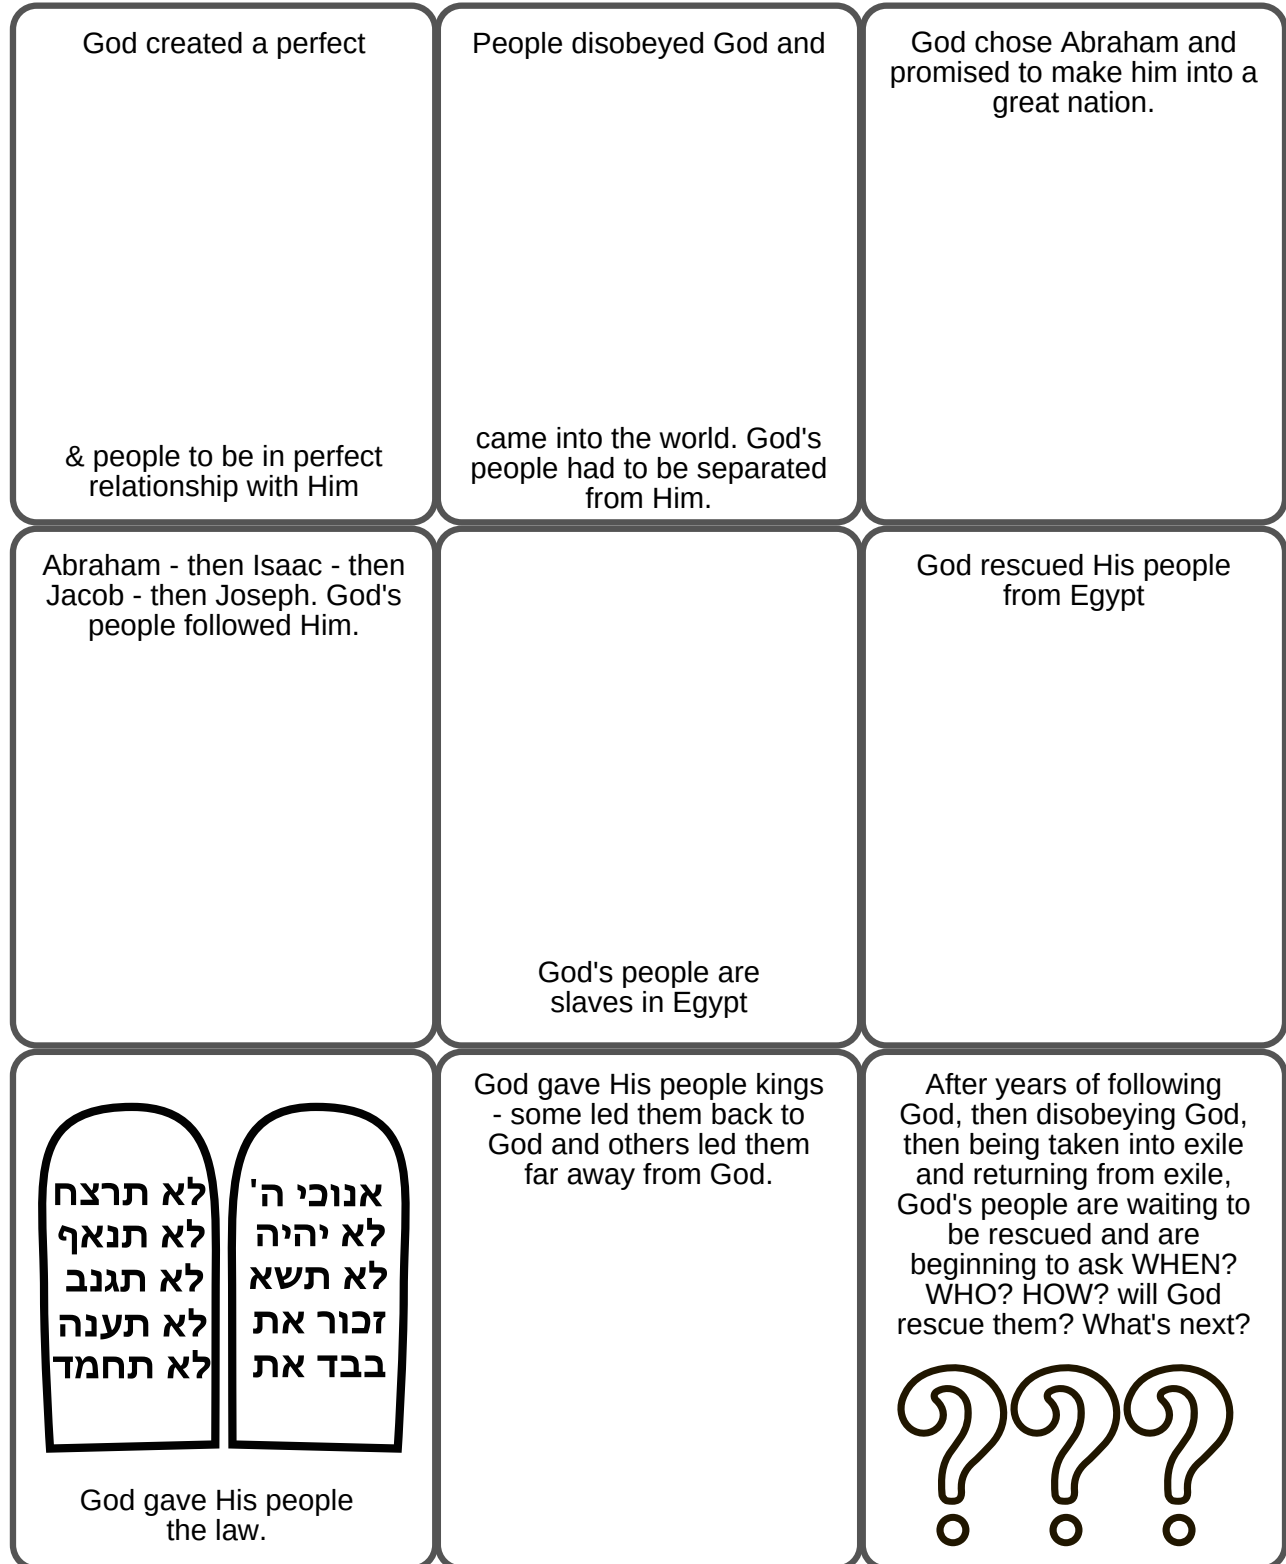 God created a perfect
& people to be in perfect
relationship with Him
People disobeyed God and
came into the world. God's
people had to be separated
from Him.
God chose Abraham and
promised to make him into a
great nation.
Abraham - then Isaac - then
Jacob - then Joseph. God's
people followed Him.
God's people are
slaves in Egypt
God rescued His people
from Egypt
אנוכי ה'
לא יהיה
לא תשא
זכור את
בבד את
לא תרצח
לא תנאף
לא תגנב
לא תענה
לא תחמד
God gave His people
the law.
God gave His people kings
- some led them back to
God and others led them
far away from God.
After years of following
God, then disobeying God,
then being taken into exile
and returning from exile,
God's people are waiting to
be rescued and are
beginning to ask WHEN?
WHO? HOW? will God
rescue them? What's next?
???